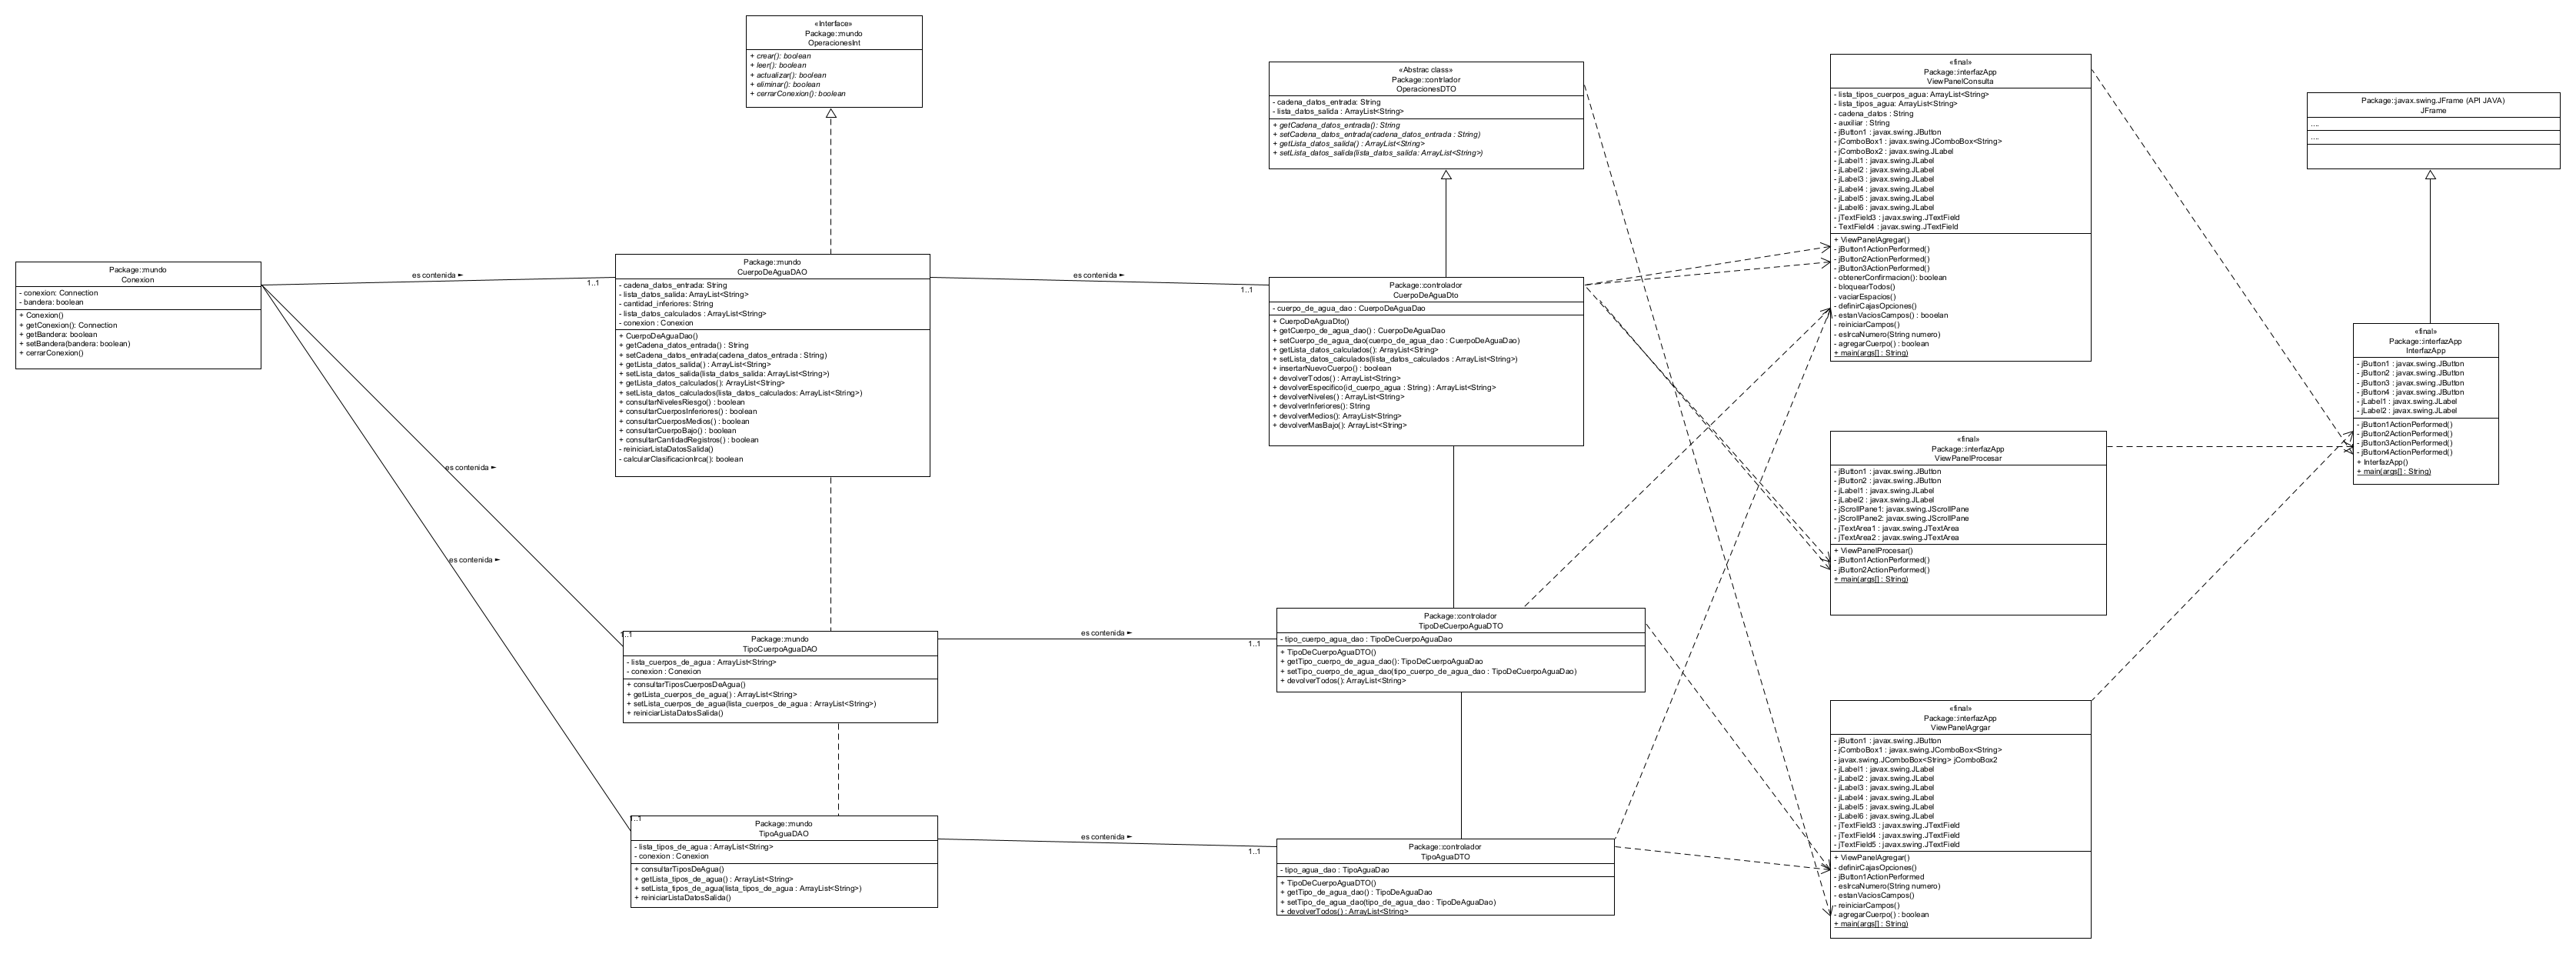 «Interface»
Package::mundo
OperacionesInt
+ crear(): boolean
+ leer(): boolean
+ actualizar(): boolean
+ eliminar(): boolean
+ cerrarConexion(): boolean
«Abstrac class»
Package::contrlador
OperacionesDTO
- cadena_datos_entrada: String
- lista_datos_salida : ArrayList<String>
+ getCadena_datos_entrada(): String
+ setCadena_datos_entrada(cadena_datos_entrada : String)
+ getLista_datos_salida() : ArrayList<String>
+ setLista_datos_salida(lista_datos_salida: ArrayList<String>)
«final»
Package::interfazApp
ViewPanelConsulta
- lista_tipos_cuerpos_agua: ArrayList<String>
- lista_tipos_agua: ArrayList<String>
- cadena_datos : String
- auxiliar : String
- jButton1 : javax.swing.JButton
- jComboBox1 : javax.swing.JComboBox<String>
- jComboBox2 : javax.swing.JLabel
- jLabel1 : javax.swing.JLabel
- jLabel2 : javax.swing.JLabel
- jLabel3 : javax.swing.JLabel
- jLabel4 : javax.swing.JLabel
- jLabel5 : javax.swing.JLabel
- jLabel6 : javax.swing.JLabel
- jTextField3 : javax.swing.JTextField
- TextField4 : javax.swing.JTextField
+ ViewPanelAgregar()
- jButton1ActionPerformed()
- jButton2ActionPerformed()
- jButton3ActionPerformed()
- obtenerConfirmacion(): boolean
- bloquearTodos()
- vaciarEspacios()
- definirCajasOpciones()
- estanVaciosCampos() : booelan
- reiniciarCampos()
- esIrcaNumero(String numero)
- agregarCuerpo() : boolean
+ main(args[] : String)
Package::javax.swing.JFrame (API JAVA)
JFrame
....
....
Package::mundo
Conexion
- conexion: Connection
- bandera: boolean
+ Conexion()
+ getConexion(): Connection
+ getBandera: boolean
+ setBandera(bandera: boolean)
+ cerrarConexion()
es contenida ►
1..1
Package::mundo
CuerpoDeAguaDAO
- cadena_datos_entrada: String
- lista_datos_salida: ArrayList<String>
- cantidad_inferiores: String
- lista_datos_calculados : ArrayList<String>
- conexion : Conexion
+ CuerpoDeAguaDao()
+ getCadena_datos_entrada() : String
+ setCadena_datos_entrada(cadena_datos_entrada : String)
+ getLista_datos_salida() : ArrayList<String>
+ setLista_datos_salida(lista_datos_salida: ArrayList<String>)
+ getLista_datos_calculados(): ArrayList<String>
+ setLista_datos_calculados(lista_datos_calculados: ArrayList<String>)
+ consultarNivelesRiesgo() : boolean
+ consultarCuerposInferiores() : boolean
+ consultarCuerposMedios() : boolean
+ consultarCuerpoBajo() : boolean
+ consultarCantidadRegistros() : boolean
- reiniciarListaDatosSalida()
- calcularClasificacionIrca(): boolean
es contenida ►
1..1
Package::controlador
CuerpoDeAguaDto
- cuerpo_de_agua_dao : CuerpoDeAguaDao
+ CuerpoDeAguaDto()
+ getCuerpo_de_agua_dao() : CuerpoDeAguaDao
+ setCuerpo_de_agua_dao(cuerpo_de_agua_dao : CuerpoDeAguaDao)
+ getLista_datos_calculados(): ArrayList<String>
+ setLista_datos_calculados(lista_datos_calculados : ArrayList<String>)
+ insertarNuevoCuerpo() : boolean
+ devolverTodos() : ArrayList<String>
+ devolverEspecifico(id_cuerpo_agua : String) : ArrayList<String>
+ devolverNiveles() : ArrayList<String>
+ devolverInferiores(): String
+ devolverMedios(): ArrayList<String>
+ devolverMasBajo(): ArrayList<String>
«final»
Package::interfazApp
InterfazApp
- jButton1 : javax.swing.JButton
- jButton2 : javax.swing.JButton
- jButton3 : javax.swing.JButton
- jButton4 : javax.swing.JButton
- jLabel1 : javax.swing.JLabel
- jLabel2 : javax.swing.JLabel
- jButton1ActionPerformed()
- jButton2ActionPerformed()
- jButton3ActionPerformed()
- jButton4ActionPerformed()
+ InterfazApp()
+ main(args[] : String)
«final»
Package::interfazApp
ViewPanelProcesar
- jButton1 : javax.swing.JButton
- jButton2 : javax.swing.JButton
- jLabel1 : javax.swing.JLabel
- jLabel2 : javax.swing.JLabel
- jScrollPane1: javax.swing.JScrollPane
- jScrollPane2: javax.swing.JScrollPane
- jTextArea1 : javax.swing.JTextArea
- jTextArea2 : javax.swing.JTextArea
+ ViewPanelProcesar()
- jButton1ActionPerformed()
- jButton2ActionPerformed()
+ main(args[] : String)
es contenida ►
es contenida ►
1..1
Package::mundo
TipoCuerpoAguaDAO
- lista_cuerpos_de_agua : ArrayList<String>
- conexion : Conexion
+ consultarTiposCuerposDeAgua()
+ getLista_cuerpos_de_agua() : ArrayList<String>
+ setLista_cuerpos_de_agua(lista_cuerpos_de_agua : ArrayList<String>)
+ reiniciarListaDatosSalida()
es contenida ►
1..1
Package::controlador
TipoDeCuerpoAguaDTO
- tipo_cuerpo_agua_dao : TipoDeCuerpoAguaDao
+ TipoDeCuerpoAguaDTO()
+ getTipo_cuerpo_de_agua_dao(): TipoDeCuerpoAguaDao
+ setTipo_cuerpo_de_agua_dao(tipo_cuerpo_de_agua_dao : TipoDeCuerpoAguaDao)
+ devolverTodos(): ArrayList<String>
«final»
Package::interfazApp
ViewPanelAgrgar
- jButton1 : javax.swing.JButton
- jComboBox1 : javax.swing.JComboBox<String>
- javax.swing.JComboBox<String> jComboBox2
- jLabel1 : javax.swing.JLabel
- jLabel2 : javax.swing.JLabel
- jLabel3 : javax.swing.JLabel
- jLabel4 : javax.swing.JLabel
- jLabel5 : javax.swing.JLabel
- jLabel6 : javax.swing.JLabel
- jTextField3 : javax.swing.JTextField
- jTextField4 : javax.swing.JTextField
- jTextField5 : javax.swing.JTextField
+ ViewPanelAgregar()
- definirCajasOpciones()
- jButton1ActionPerformed
- esIrcaNumero(String numero)
- estanVaciosCampos()
- reiniciarCampos()
- agregarCuerpo() : boolean
+ main(args[] : String)
1..1
Package::mundo
TipoAguaDAO
- lista_tipos_de_agua : ArrayList<String>
- conexion : Conexion
+ consultarTiposDeAgua()
+ getLista_tipos_de_agua() : ArrayList<String>
+ setLista_tipos_de_agua(lista_tipos_de_agua : ArrayList<String>)
+ reiniciarListaDatosSalida()
es contenida ►
1..1
Package::controlador
TipoAguaDTO
- tipo_agua_dao : TipoAguaDao
+ TipoDeCuerpoAguaDTO()
+ getTipo_de_agua_dao() : TipoDeAguaDao
+ setTipo_de_agua_dao(tipo_de_agua_dao : TipoDeAguaDao)
+ devolverTodos() : ArrayList<String>